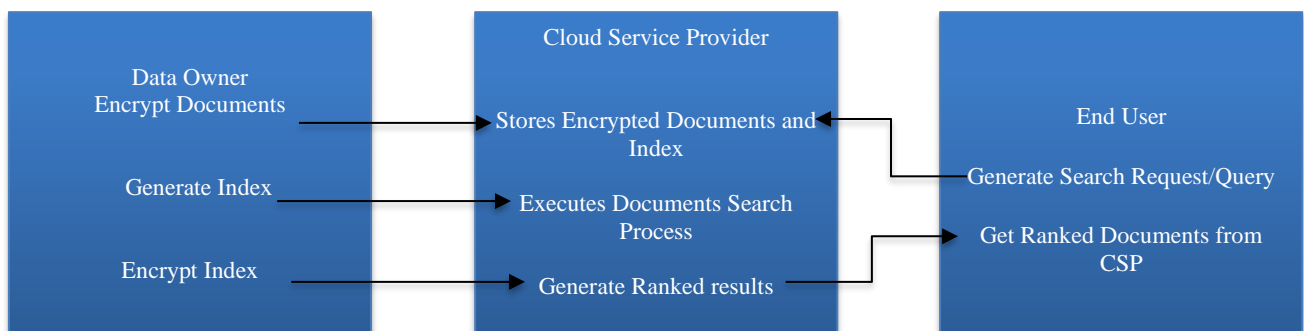 Data Owner
Encrypt Documents
Generate Index
Encrypt Index
Cloud Service Provider
Stores Encrypted Documents and
Index
Executes Documents Search
Process
Generate Ranked results
End User
Generate Search Request/Query
Get Ranked Documents from
CSP